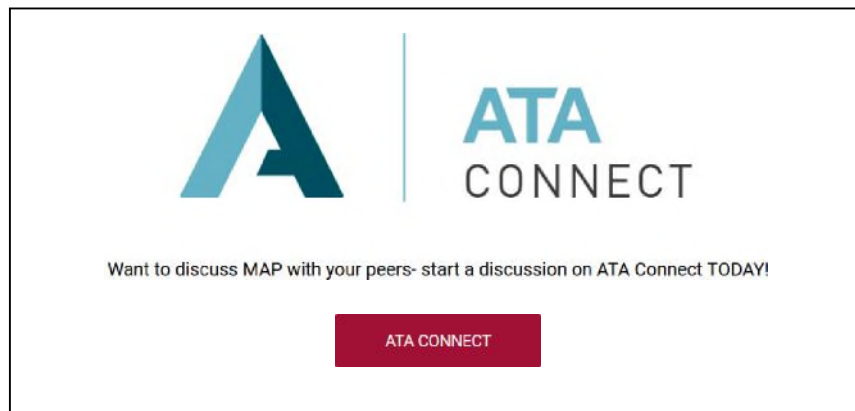 ATA
CONNECT
Want to discuss MAP with your peers- start a discussion on ATA Connect TODAY!
ATA CONNECT